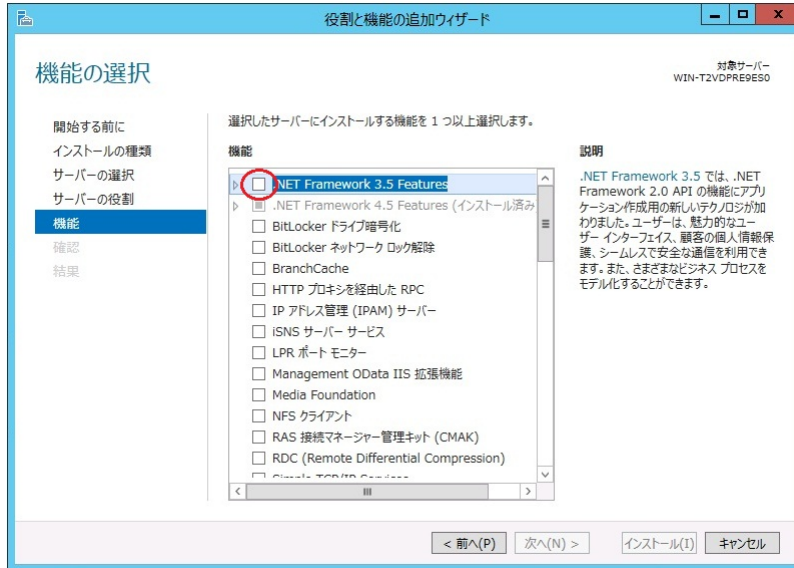 役割と機能の追加ウィザード
機能の選択
対象サーバー
WIN-T2VDPRE9ES0
開始する前に
インストールの種類
サーバーの選択
サーバーの役割
機能
確認
結果
選択したサーバーにインストールする機能を 1 つ以上選択します。
機能
.NET Framework 3.5 Features
.NET Framework 4.5 Features (インストール済み
BitLocker ドライブ暗号化
BitLocker ネットワーク ロック解除
BranchCache
HTTP プロキシを経由した RPC
IP アドレス管理 (IPAM) サーバー
iSNS サーバー サービス
LPR ポート モニター
Management OData IIS 拡張機能
Media Foundation
NFS クライアント
RAS 接続マネージャー管理キット (CMAK)
RDC (Remote Differential Compression)
Simple TCP/IP Services
説明
.NET Framework 3.5 では、.NET
Framework 2.0 API の機能にアプリ
ケーション作成用の新しいテクノロジが加
わりました。ユーザーは、魅力的なユー
ザー インターフェイス、顧客の個人情報保
護、シームレスで安全な通信を利用でき
ます。また、さまざまなビジネス プロセスを
モデル化することができます。
< 前へ(P)
次へ(N) >
インストール(I)
キャンセル